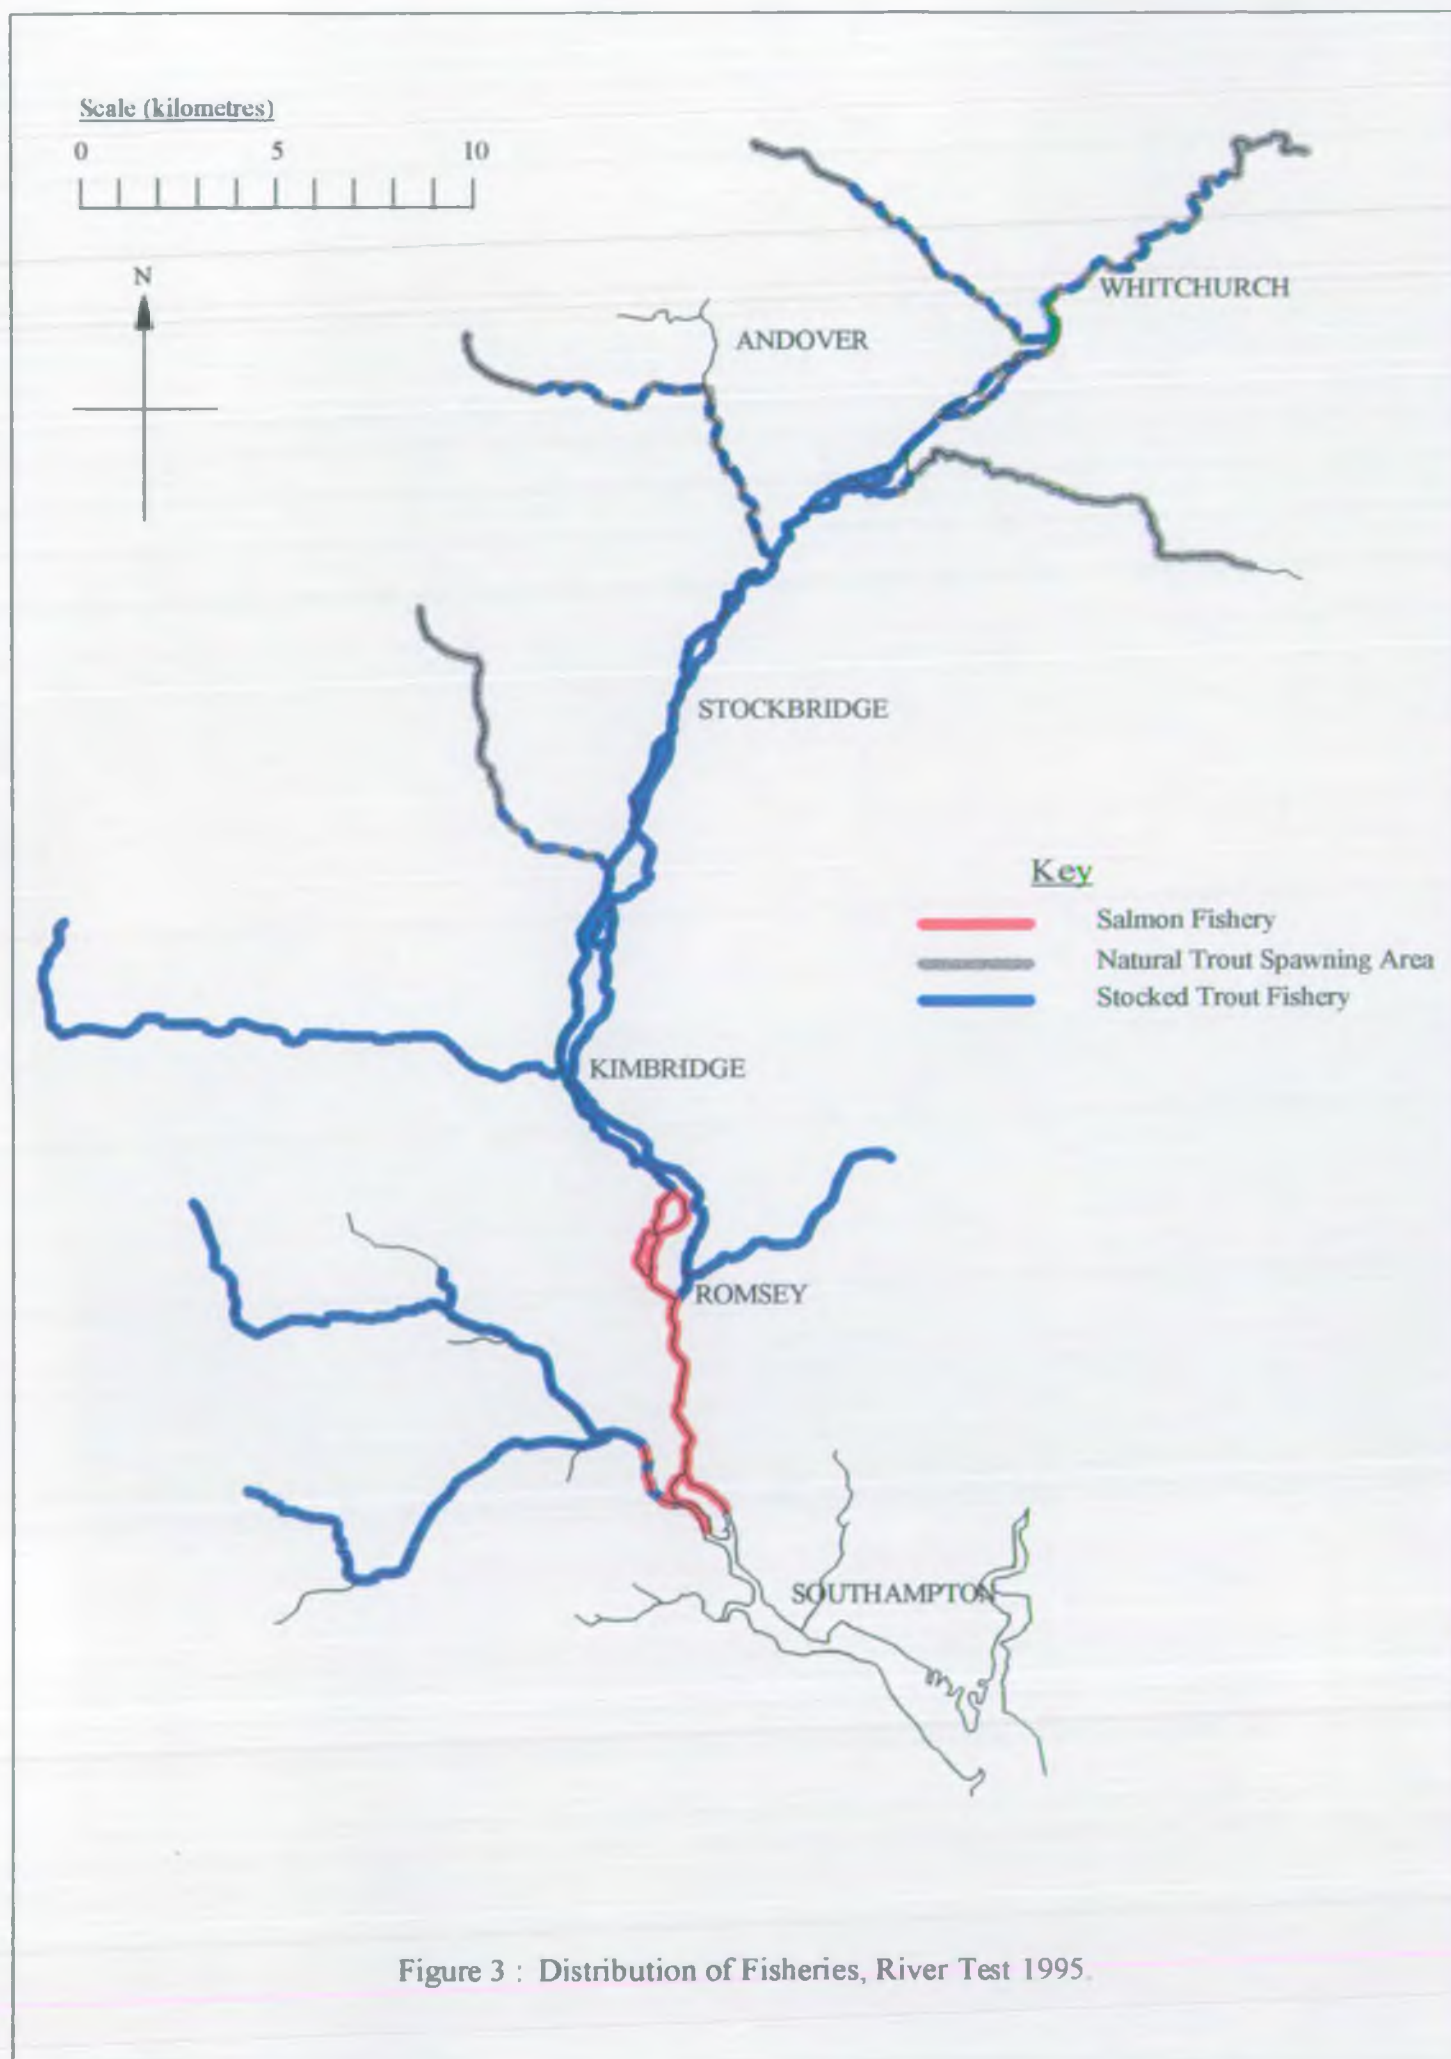 Scale (kilometres)
0 5 10
N
WHITCHURCH
ANDOVER
STOCKBRIDGE
Key
Salmon Fishery
Natural Trout Spawning Area
Stocked Trout Fishery
KIMBRIDGE
ROMSEY
SOUTHAMPTON
Figure 3 : Distribution of Fisheries, River Test 1995.